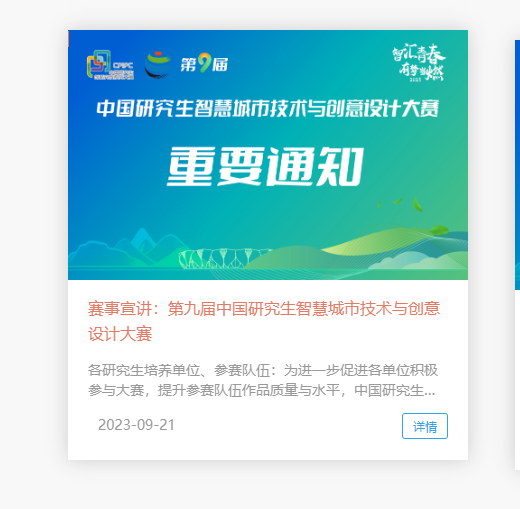 CPIPC
第9届
智汇青春
有梦当燃
2023
中国研究生智慧城市技术与创意设计大赛
重要通知
赛事宣讲：第九届中国研究生智慧城市技术与创意
设计大赛
各研究生培养单位、参赛队伍：为进一步促进各单位积极
参与大赛，提升参赛队伍作品质量与水平，中国研究生...
2023-09-21
详情